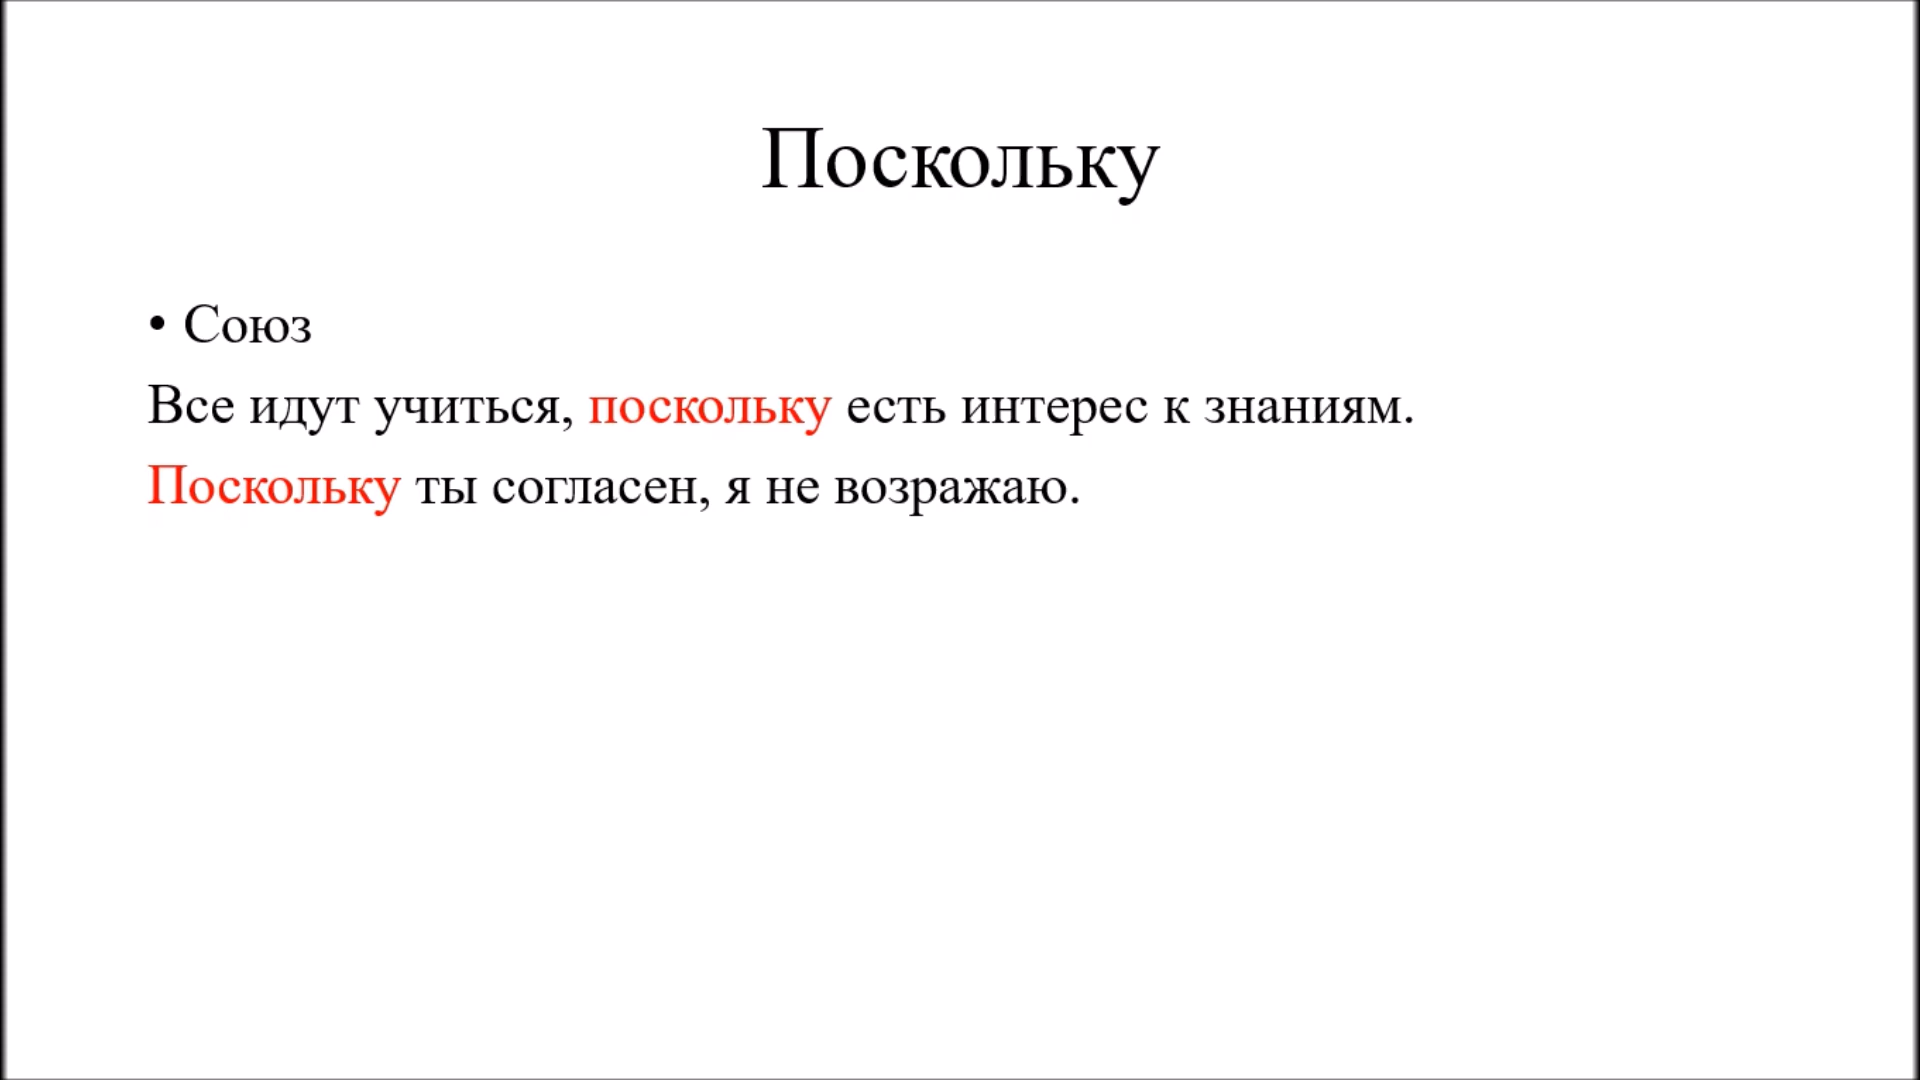 Поскольку
• Союз
Все идут учиться, поскольку есть интерес к знаниям.
Поскольку ты согласен, я не возражаю.